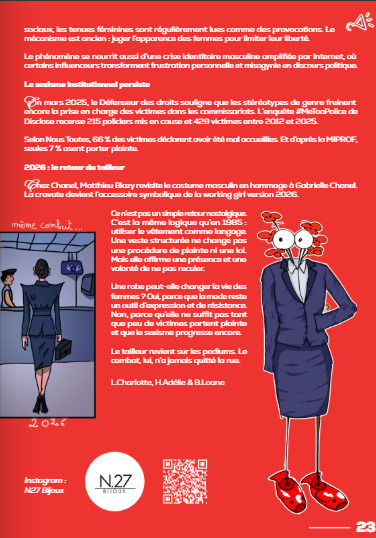 sociaux, les tenues féminines sont régulièrement lues comme des provocations. Le
mécanisme est ancien : juger l'apparence des femmes pour limiter leur liberté.
Le phénomène se nourrit aussi d'une crise identitaire masculine amplifiée par Internet, où
certains influenceurs transforment frustration personnelle et misogynie en discours politique.
Le sexisme institutionnel persiste
En mars 2025, le Défenseur des droits souligne que les stéréotypes de genre freinent
encore la prise en charge des victimes dans les commissariats. L'enquête #MeTooPolice de
Disclose recense 215 policiers mis en cause et 429 victimes entre 2012 et 2025.
Selon Nous Toutes, 66 % des victimes déclarent avoir été mal accueillies. Et d'après la MIPROF,
seules 7 % osent porter plainte.
2026 : le retour du tailleur
Chez Chanel, Matthieu Blazy revisite le costume masculin en hommage à Gabrielle Chanel.
La cravate devient l'accessoire symbolique de la working girl version 2026.
même combat ...
Ce n'est pas un simple retour nostalgique.
C'est la même logique qu'en 1985 :
utiliser le vêtement comme langage.
Une veste structurée ne change pas
une procédure de plainte ni une loi.
Mais elle affirme une présence et une
volonté de ne pas reculer.
Une robe peut-elle changer la vie des
femmes ? Oui, parce que la mode reste
un outil d'expression et de résistance.
Non, parce qu'elle ne suffit pas tant
que peu de victimes portent plainte
et que le sexisme progresse encore.
Le tailleur revient sur les podiums. Le
combat, lui, n'a jamais quitté la rue.
L.Charlotte, H.Adélie & B.Loane
2026
Instagram :
N27 Bijoux
N.27
BIJOUX
23